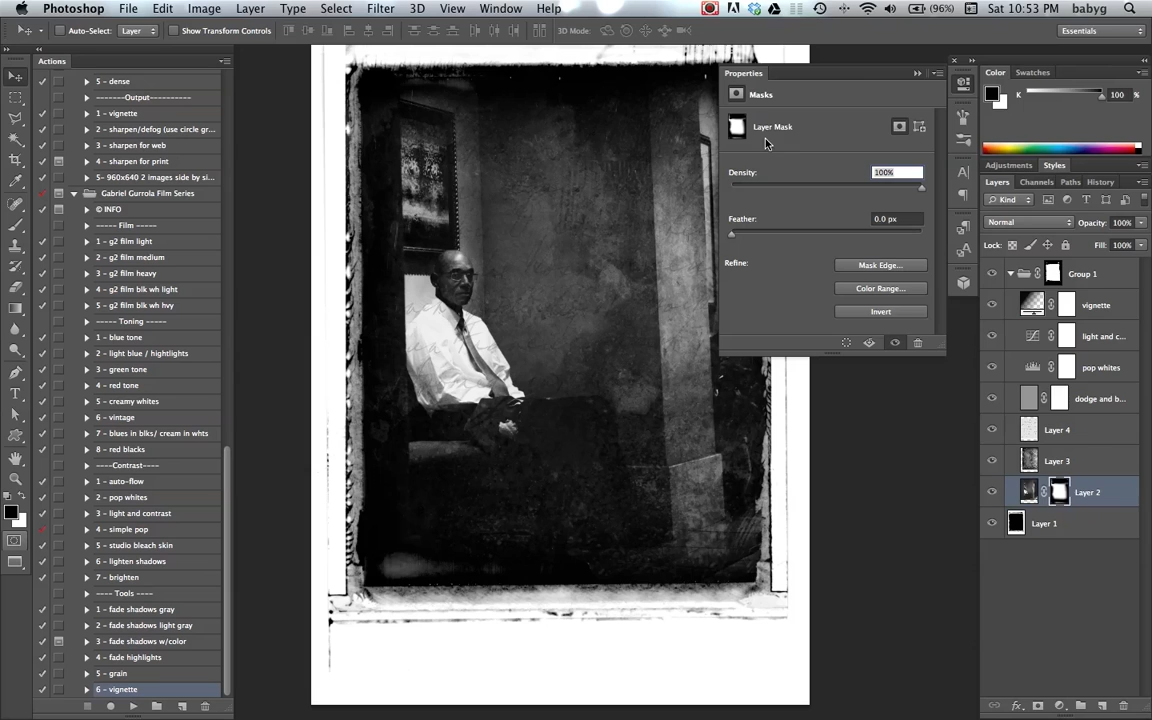 Photoshop File Edit Image Layer Type Select Filter 3D View Window Help (96%) Sat 10:53 PM babyg
Auto-Select: Layer Show Transform Controls 3D Mode: Essentials
Actions
5 - dense
-------Output----------
1 - vignette
2 - sharpen/defog (use circle gr...
3 - sharpen for web
4 - sharpen for print
5- 960x640 2 images side by si...
Gabriel Gurrola Film Series
© INFO
----- Film -----
1 - g2 film light
2 - g2 film medium
3 - g2 film heavy
4 - g2 film blk wh light
5 - g2 film blk wh hvy
---- Toning -----
1 - blue tone
2 - light blue / hightlights
3 - green tone
4 - red tone
5 - creamy whites
6 - vintage
7 - blues in blks/ cream in whts
8 - red blacks
----Contrast----
1 - auto-flow
2 - pop whites
3 - light and contrast
4 - simple pop
5 - studio bleach skin
6 - lighten shadows
7 - brighten
---- Tools ----
1 - fade shadows gray
2 - fade shadows light gray
3 - fade shadows w/color
4 - fade highlights
5 - grain
6 - vignette
Properties
Masks
Layer Mask
Density: 100%
Feather: 0.0 px
Refine: Mask Edge...
Color Range...
Invert
Color Swatches
K 100 %
Adjustments Styles
Layers Channels Paths History
Kind
Normal Opacity: 100%
Lock: Fill: 100%
Group 1
vignette
light and c...
pop whites
dodge and b...
Layer 4
Layer 3
Layer 2
Layer 1